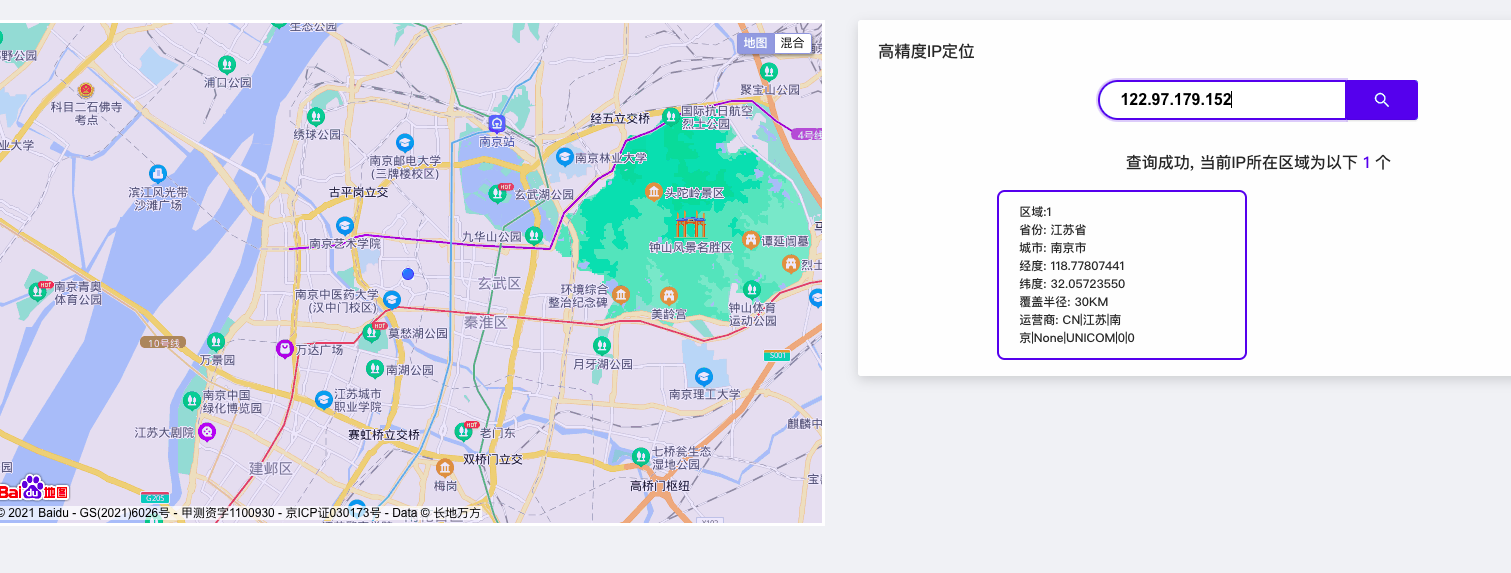 生态公园
野公园
浦口公园
地图
混合
科目二石佛寺
考点
聚宝山公园
绣球公园
经五立交桥
国际抗日航空
烈士公园
4号线
业大学
南京站
南京邮电大学
(三牌楼校区)
南京林业大学
滨江风光带
沙滩广场
古平岗立交
玄武湖公园
头陀岭景区
九华山公园
南京艺术学院
钟山风景名胜区
谭延闿墓
马
烈士
玄武区
南京青奥
体育公园
南京中医药大学
(汉中门校区)
环境综合
整治纪念碑
美龄宫
钟山体育
运动公园
秦淮区
莫愁湖公园
10号线
万达广场
万景园
月牙湖公园
S001
南湖公园
南京理工大学
南京中国
绿化博览园
江苏城市
职业学院
江苏大剧院
赛虹桥立交桥
老门东
麒麟中
七桥瓮生态
湿地公园
双桥门立交
建邺区
梅岗
园
高桥门枢纽
宝
Bai du 地图
G205
X102
© 2021 Baidu - GS(2021)6026号 - 甲测资字1100930 - 京ICP证030173号 - Data © 长地万方
高精度IP定位
122.97.179.152
查询成功, 当前IP所在区域为以下 1 个
区域:1
省份: 江苏省
城市: 南京市
经度: 118.77807441
纬度: 32.05723550
覆盖半径: 30KM
运营商: CN|江苏|南
京|None|UNICOM|0|0